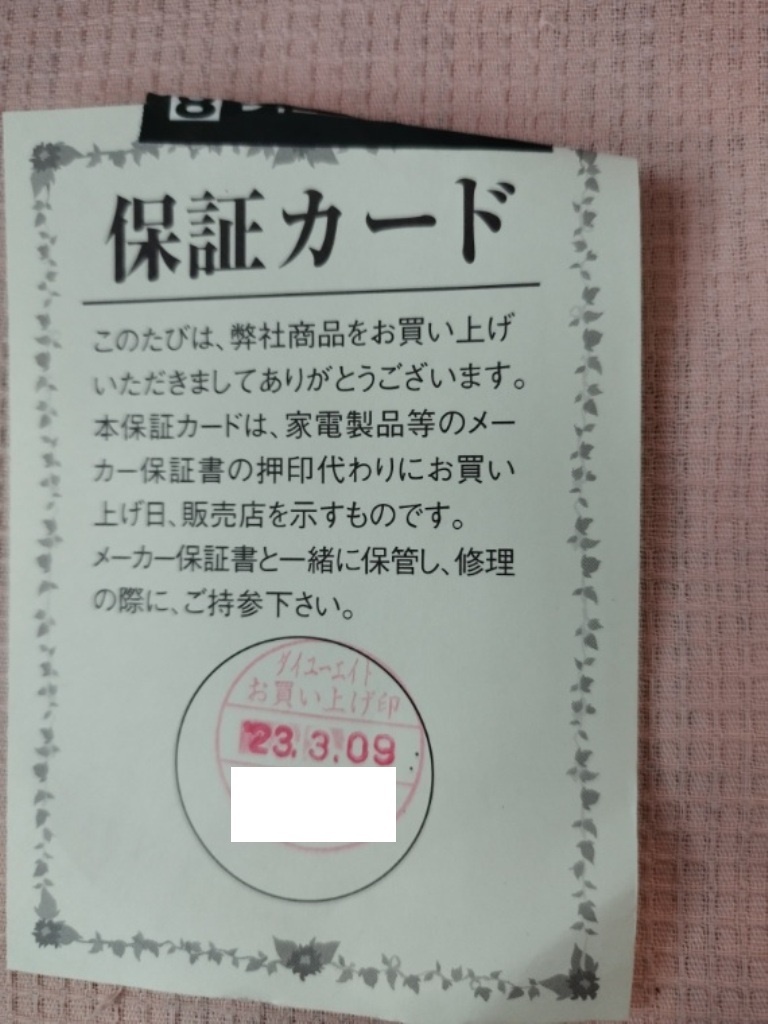 8
保証カード
このたびは、弊社商品をお買い上げ
いただきましてありがとうございます。
本保証カードは、家電製品等のメー
カー保証書の押印代わりにお買い
上げ日、販売店を示すものです。
メーカー保証書と一緒に保管し、修理
の際に、ご持参下さい。
ダイユーエイト
お買い上げ印
23.3.09